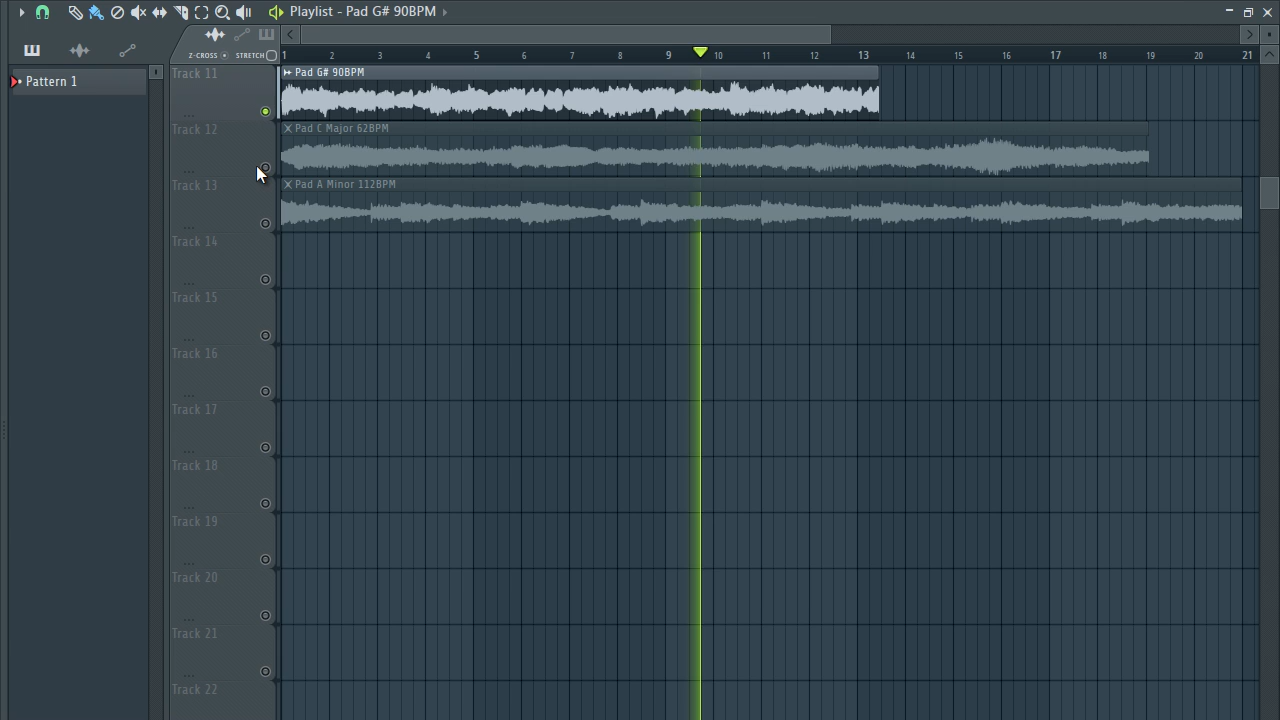 Playlist - Pad G# 90BPM
Z-CROSS STRETCH
1 2 3 4 5 6 7 8 9 10 11 12 13 14 15 16 17 18 19 20 21
Pattern 1
Track 11
Pad G# 90BPM
Track 12
Pad C Major 62BPM
Track 13
Pad A Minor 112BPM
Track 14
Track 15
Track 16
Track 17
Track 18
Track 19
Track 20
Track 21
Track 22